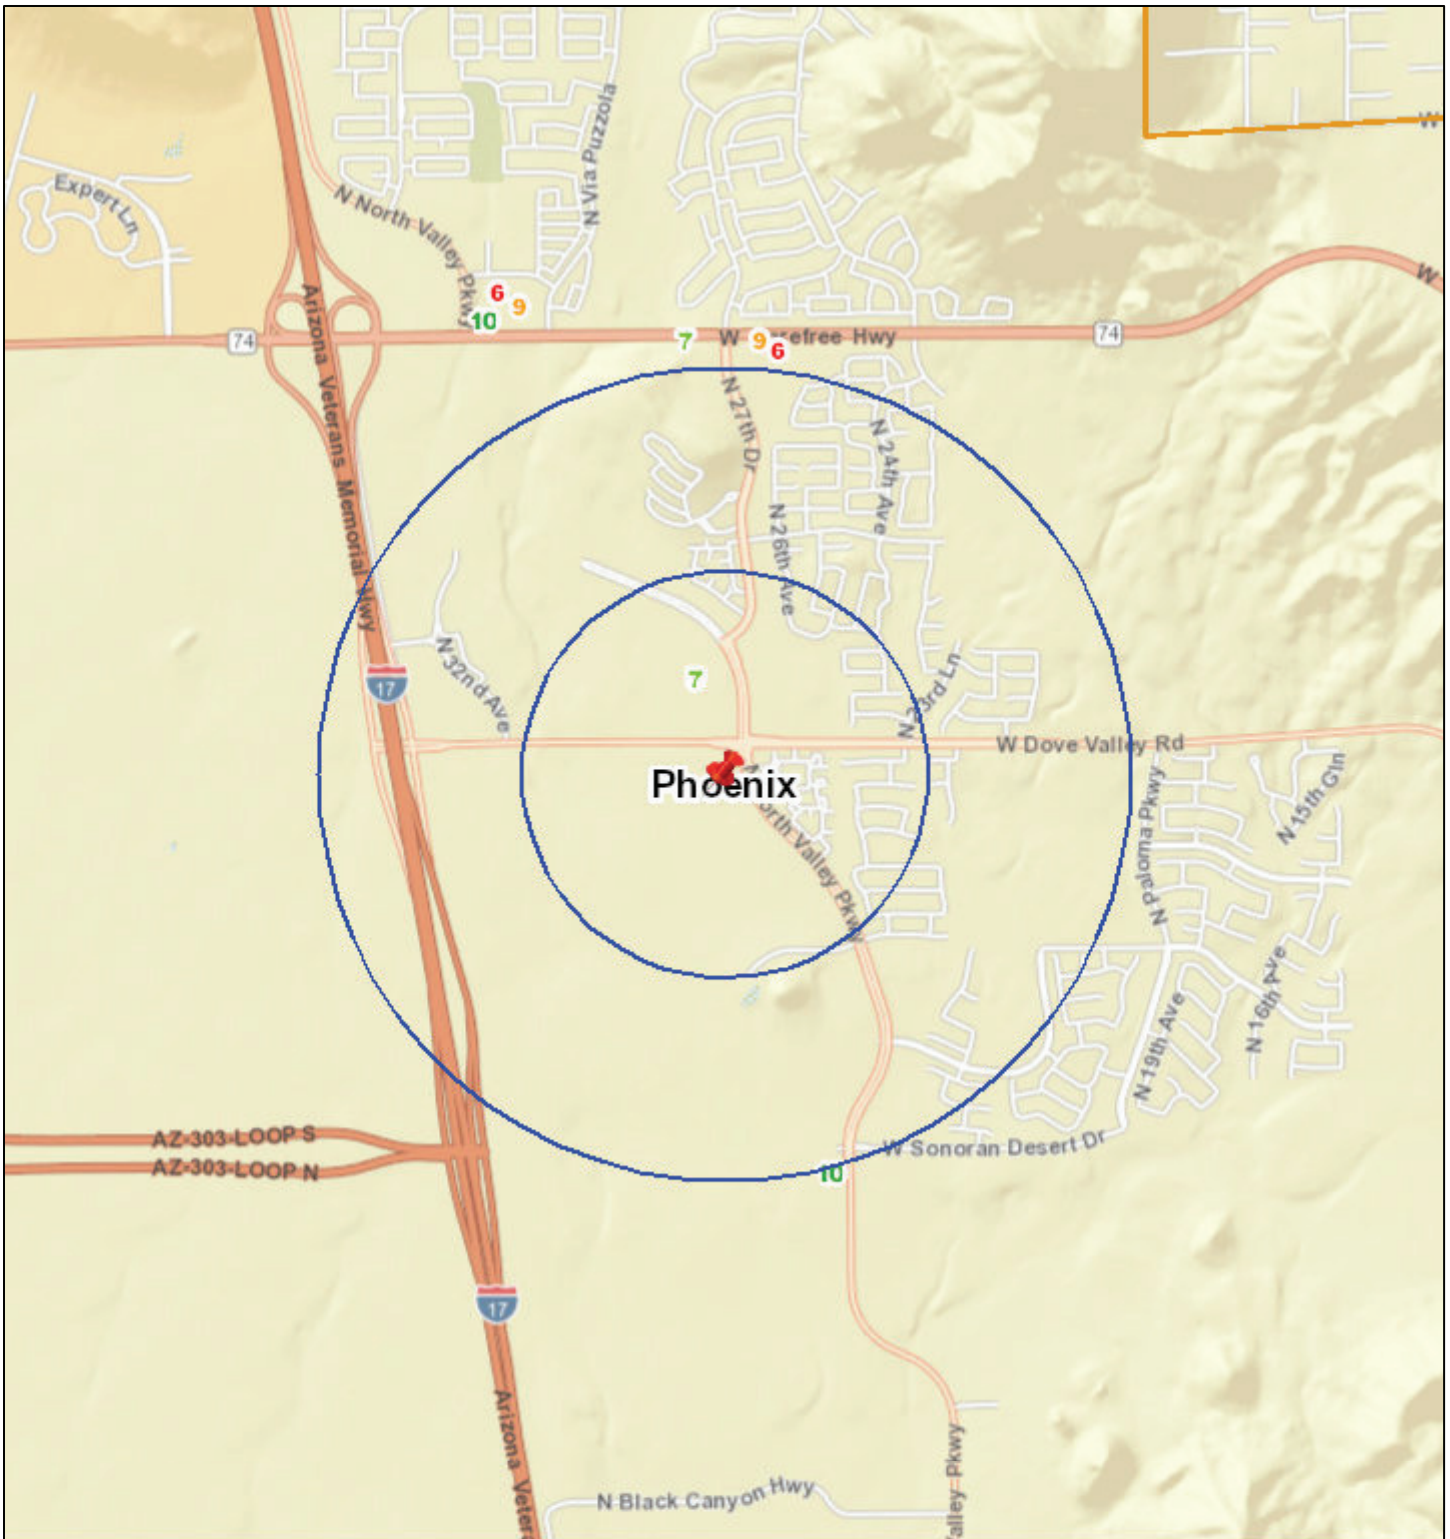 Expert Ln
N North Valley Pkwy
N Via Puzzola
W
W
6
9
10
74
7
W
9
refree Hwy
6
74
Arizona Veterans Memorial Hwy
N 27th Dr
N 24th Ave
N 26th Ave
N 32nd Ave
17
7
N 23rd Ln
W Dove Valley Rd
Phoenix
N
orth Valley Pkwy
N Paloma Pkwy
N 15th Gln
N 16th Ave
N 19th Ave
AZ-303-LOOP S
AZ-303-LOOP N
W Sonoran Desert Dr
10
17
Arizona Veter
N Black Canyon Hwy
alley Pkwy